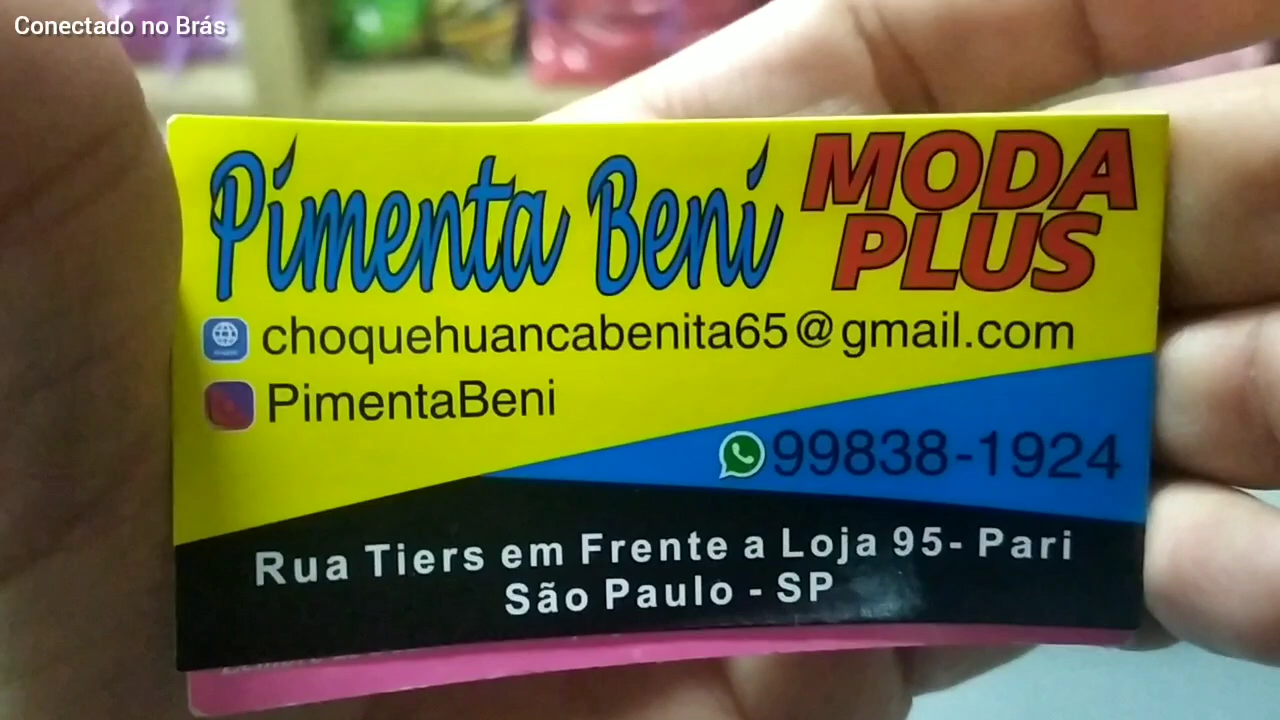 Conectado no Brás
Pimenta Beni
MODA
PLUS
choquehuancabenita65@gmail.com
PimentaBeni
99838-1924
Rua Tiers em Frente a Loja 95- Pari
São Paulo - SP